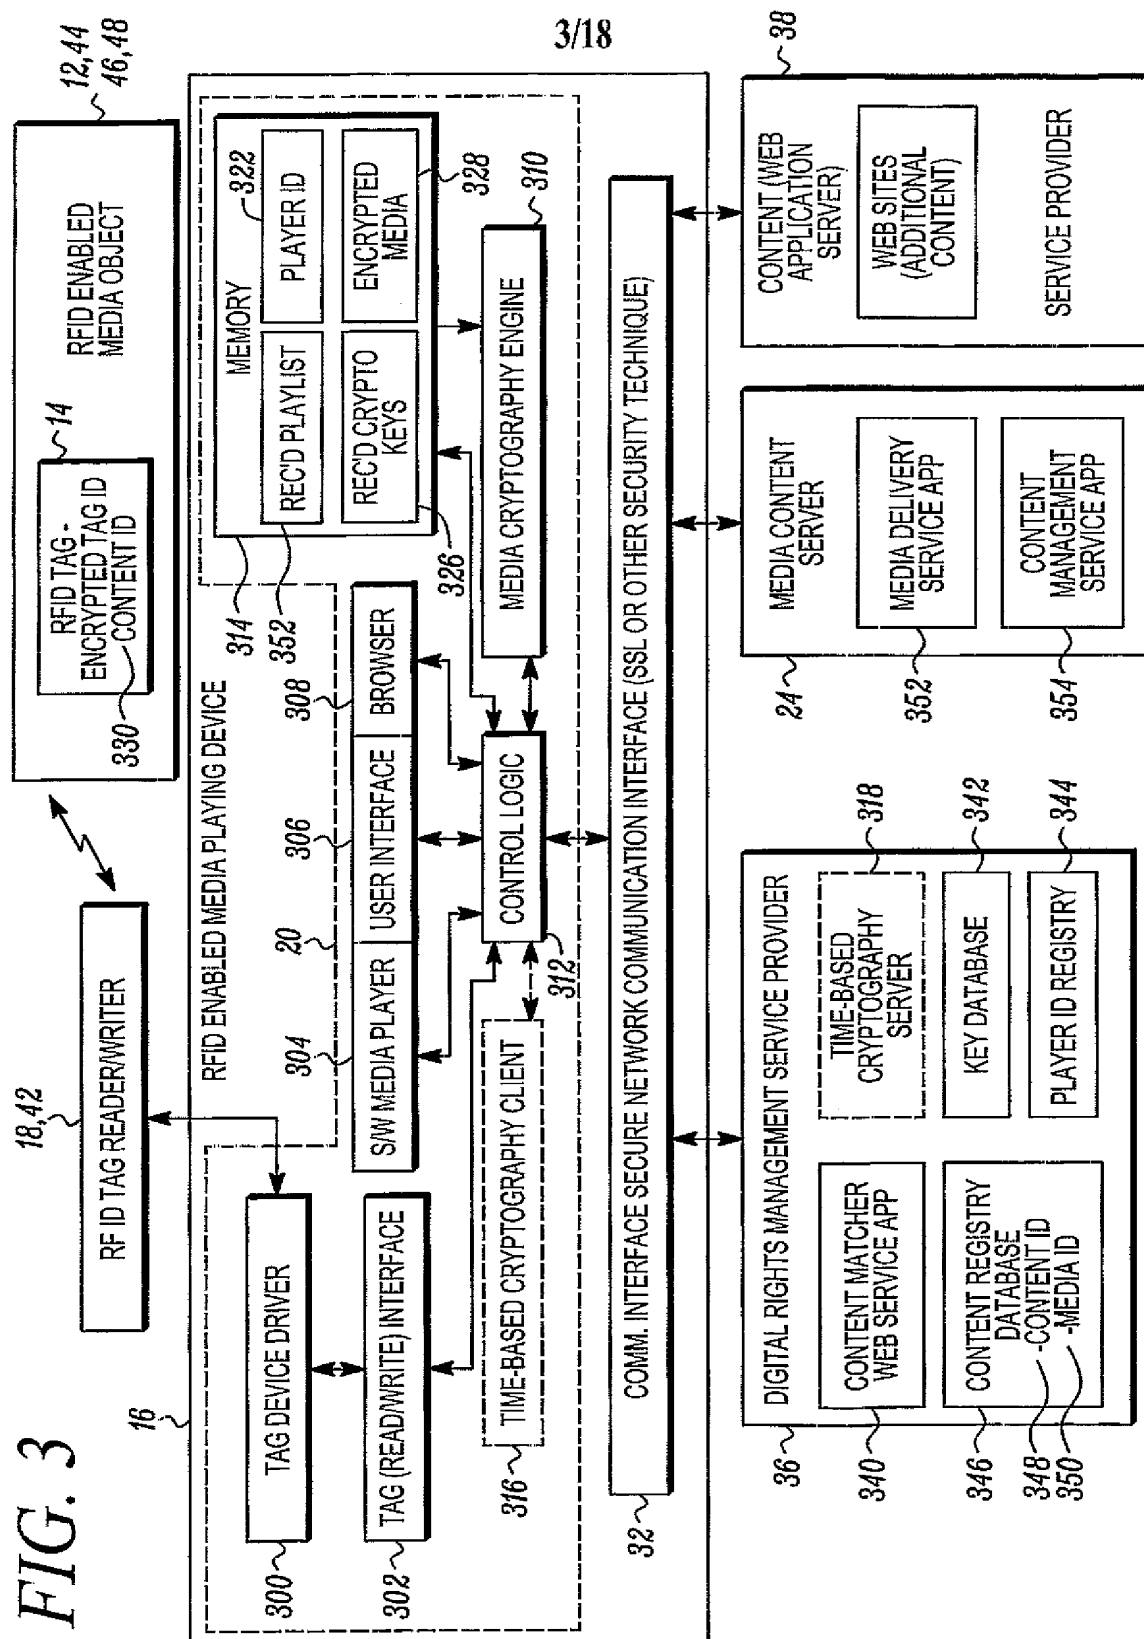 3/18
FIG. 3
12,44
46,48
RFID ENABLED
MEDIA OBJECT
14
RFID TAG -
ENCRYPTED TAG ID
CONTENT ID
330
18,42
RF ID TAG READER/WRITER
16
RFID ENABLED MEDIA PLAYING DEVICE
20
300
TAG DEVICE DRIVER
302
TAG (READ/WRITE) INTERFACE
304
S/W MEDIA PLAYER
306
USER INTERFACE
308
BROWSER
314
MEMORY
352
REC'D PLAYLIST
322
PLAYER ID
326
REC'D CRYPTO
KEYS
328
ENCRYPTED
MEDIA
316
TIME-BASED CRYPTOGRAPHY CLIENT
312
CONTROL LOGIC
310
MEDIA CRYPTOGRAPHY ENGINE
32
COMM. INTERFACE SECURE NETWORK COMMUNICATION INTERFACE (SSL OR OTHER SECURITY TECHNIQUE)
36
DIGITAL RIGHTS MANAGEMENT SERVICE PROVIDER
340
CONTENT MATCHER
WEB SERVICE APP
318
TIME-BASED
CRYPTOGRAPHY
SERVER
346
CONTENT REGISTRY
DATABASE
-CONTENT ID
-MEDIA ID
348
350
342
KEY DATABASE
344
PLAYER ID REGISTRY
24
MEDIA CONTENT
SERVER
352
MEDIA DELIVERY
SERVICE APP
354
CONTENT
MANAGEMENT
SERVICE APP
38
CONTENT (WEB
APPLICATION
SERVER)
WEB SITES
(ADDITIONAL
CONTENT)
SERVICE PROVIDER